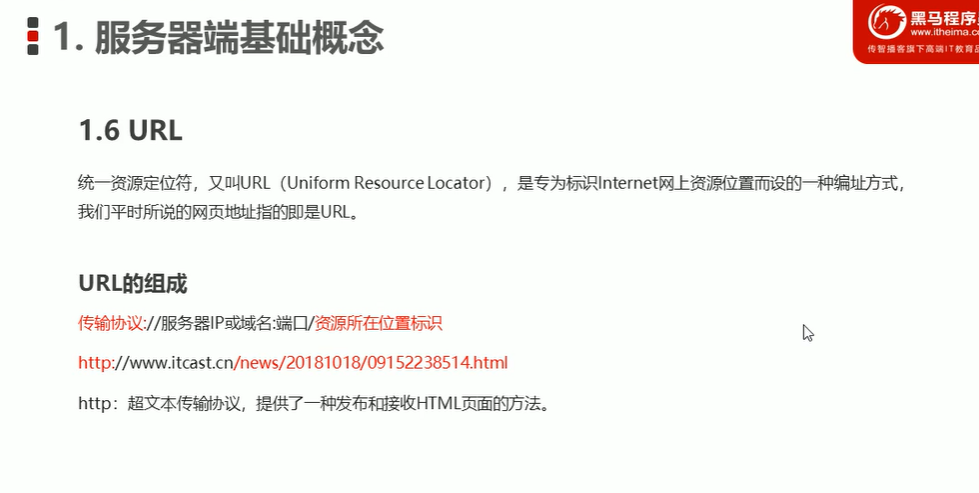 1. 服务器端基础概念
黑马程序员
www.itheima.co
传智播客旗下高端IT教育品
1.6 URL
统一资源定位符，又叫URL（Uniform Resource Locator），是专为标识Internet网上资源位置而设的一种编址方式，
我们平时所说的网页地址指的即是URL。
URL的组成
传输协议://服务器IP或域名:端口/资源所在位置标识
http://www.itcast.cn/news/20181018/09152238514.html
http：超文本传输协议，提供了一种发布和接收HTML页面的方法。